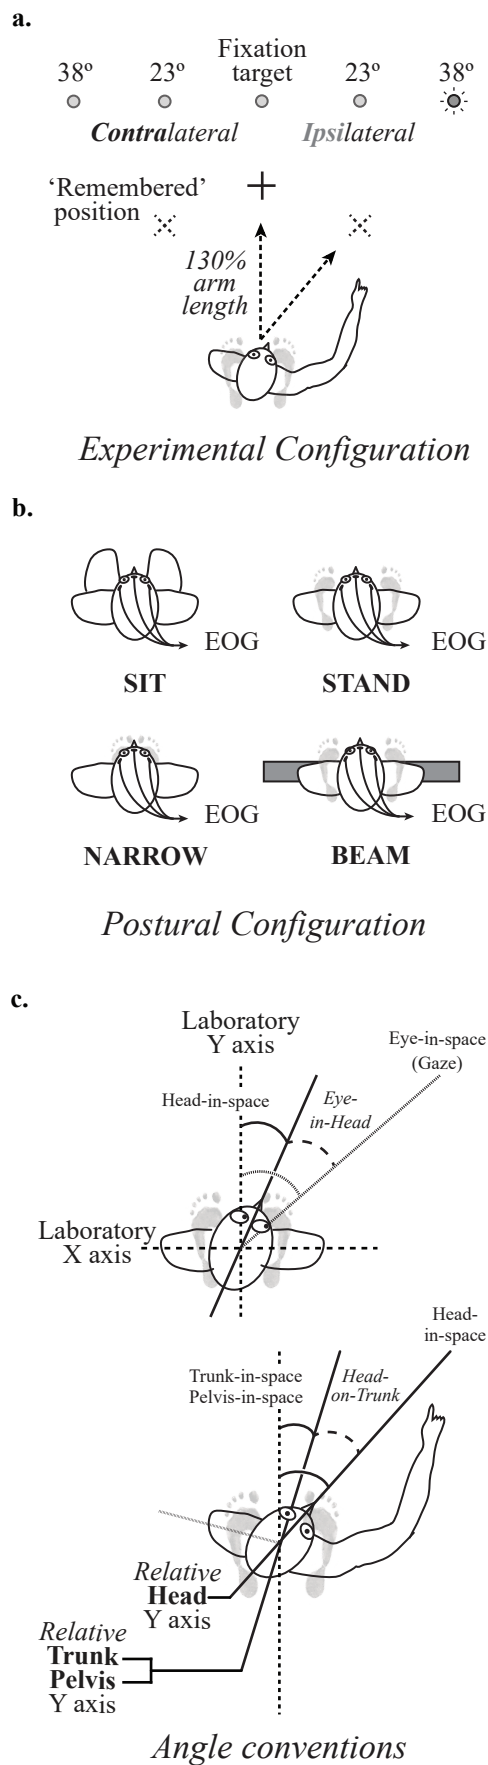 a.
Fixation
target
38º 23º 23º 38º
Contralateral Ipsilateral
‘Remembered’
position
130%
arm
length
Experimental Configuration
b.
EOG EOG
SIT STAND
EOG EOG
NARROW BEAM
Postural Configuration
c.
Laboratory
Y axis
Eye-in-space
(Gaze)
Head-in-space
Eye-
in-Head
Laboratory
X axis
Head-
in-space
Trunk-in-space
Pelvis-in-space
Head-
on-Trunk
Relative
Head
Y axis
Relative
Trunk
Pelvis
Y axis
Angle conventions